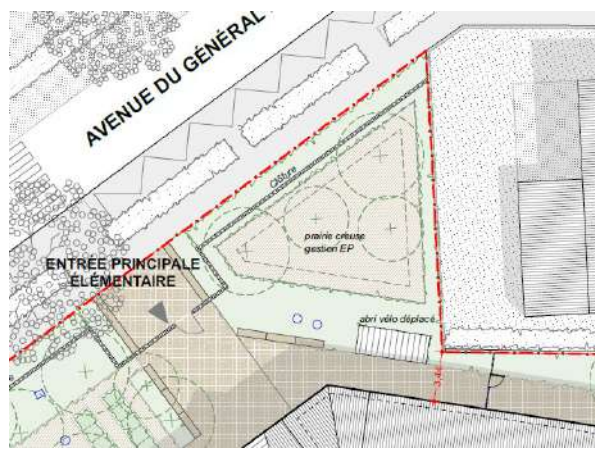 AVENUE DU GÉNÉRAL
Clôture
prairie creuse
gestion EP
ENTRÉE PRINCIPALE
ÉLÉMENTAIRE
abri vélo déplacé